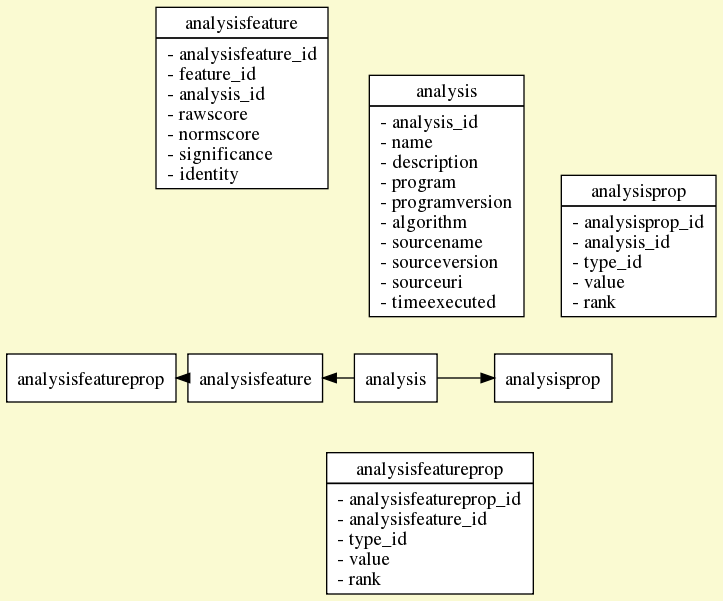 analysisfeature
- analysisfeature_id
- feature_id
- analysis_id
- rawscore
- normscore
- significance
- identity
analysis
- analysis_id
- name
- description
- program
- programversion
- algorithm
- sourcename
- sourceversion
- sourceuri
- timeexecuted
analysisprop
- analysisprop_id
- analysis_id
- type_id
- value
- rank
analysisfeatureprop
analysisfeature
analysis
analysisprop
analysisfeatureprop
- analysisfeatureprop_id
- analysisfeature_id
- type_id
- value
- rank